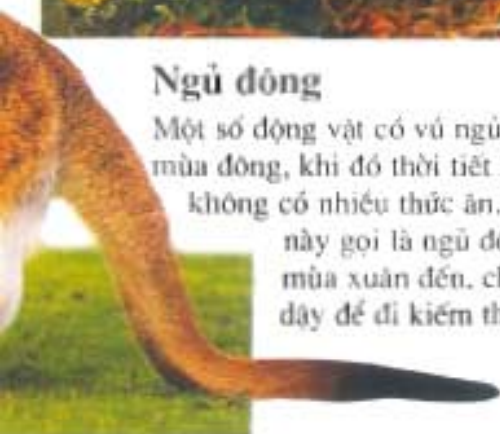 Ngủ đông
Một số động vật có vú ngủ
mùa đông, khi đó thời tiết
không có nhiều thức ăn.
này gọi là ngủ
mùa xuân đến,
dậy để đi kiếm